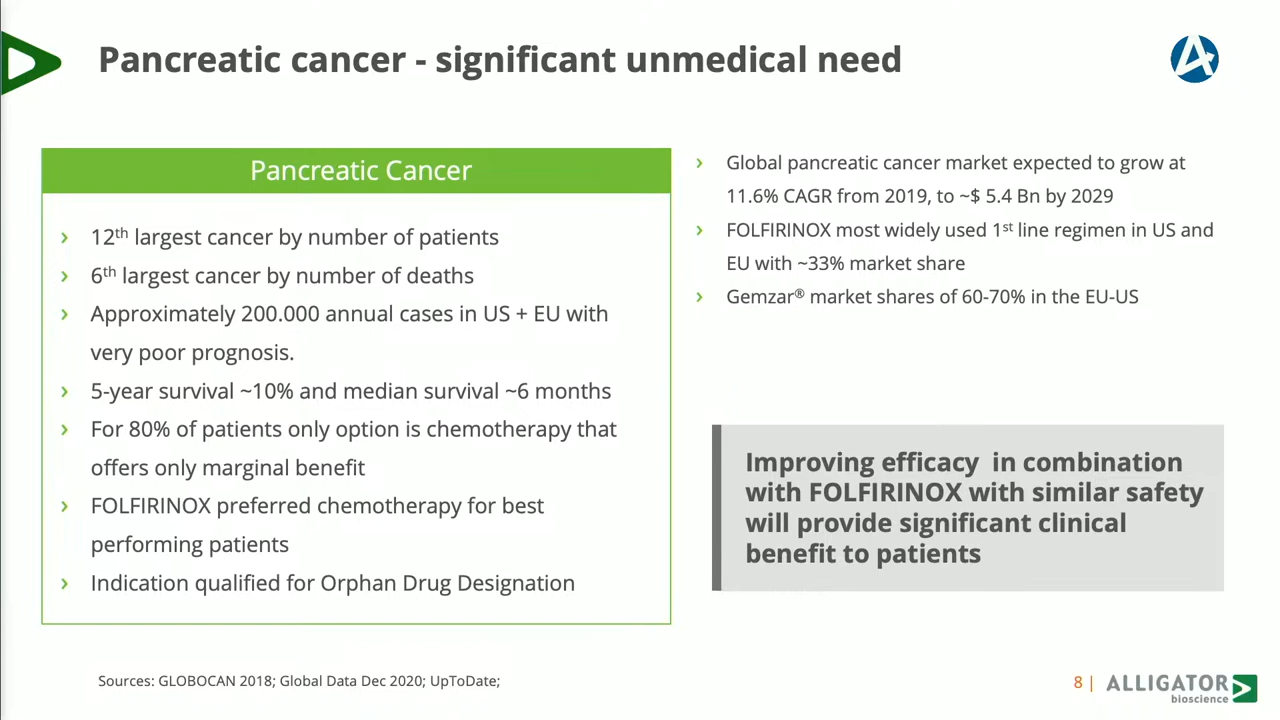 Pancreatic cancer - significant unmedical need
Pancreatic Cancer
› 12th largest cancer by number of patients
› 6th largest cancer by number of deaths
› Approximately 200.000 annual cases in US + EU with
very poor prognosis.
› 5-year survival ~10% and median survival ~6 months
› For 80% of patients only option is chemotherapy that
offers only marginal benefit
› FOLFIRINOX preferred chemotherapy for best
performing patients
› Indication qualified for Orphan Drug Designation
› Global pancreatic cancer market expected to grow at
11.6% CAGR from 2019, to ~$ 5.4 Bn by 2029
› FOLFIRINOX most widely used 1st line regimen in US and
EU with ~33% market share
› Gemzar® market shares of 60-70% in the EU-US
Improving efficacy  in combination
with FOLFIRINOX with similar safety
will provide significant clinical
benefit to patients
Sources: GLOBOCAN 2018; Global Data Dec 2020; UpToDate;
8 | ALLIGATOR
bioscience